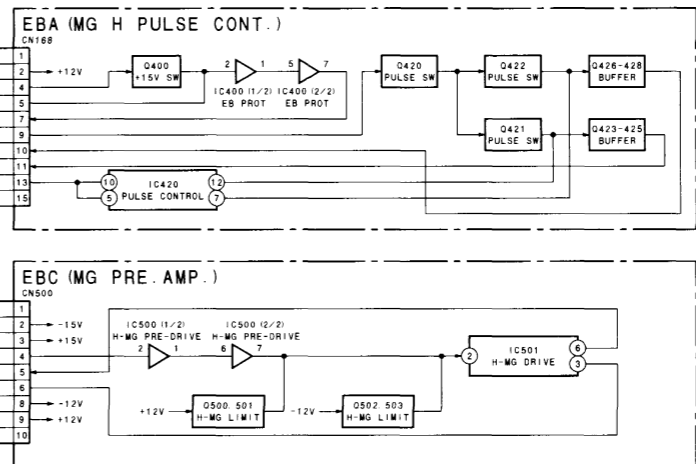 EBA (MG H PULSE CONT.)
CN168
1
2 +12V
4
5
7
9
10
11
13
15
Q400
+15V SW
2 1 5 7
IC400 (1/2) IC400 (2/2)
EB PROT EB PROT
Q420
PULSE SW
Q422
PULSE SW
Q426-428
BUFFER
Q421
PULSE SW
Q423-425
BUFFER
10 IC420 12
5 PULSE CONTROL 7
EBC (MG PRE.AMP.)
CN500
1
2 -15V
3 +15V
4
5
6
8 -12V
9 +12V
10
IC500 (1/2) IC500 (2/2)
H-MG PRE-DRIVE H-MG PRE-DRIVE
2 1 6 7
2 IC501 6
H-MG DRIVE 3
+12V Q500.501
H-MG LIMIT
-12V Q502.503
H-MG LIMIT